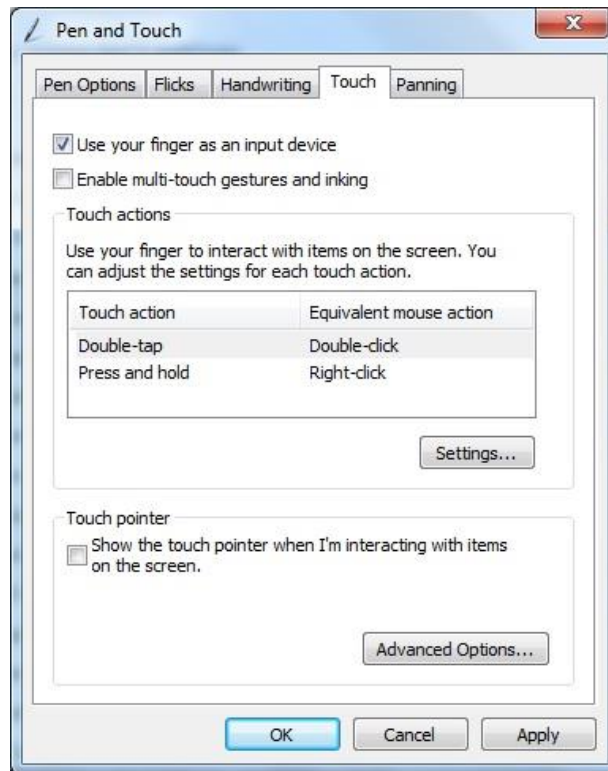 Pen and Touch
Pen Options Flicks Handwriting Touch Panning
Use your finger as an input device
Enable multi-touch gestures and inking
Touch actions
Use your finger to interact with items on the screen. You
can adjust the settings for each touch action.
Touch action Equivalent mouse action
Double-tap Double-click
Press and hold Right-click
Settings...
Touch pointer
Show the touch pointer when I'm interacting with items
on the screen.
Advanced Options...
OK Cancel Apply